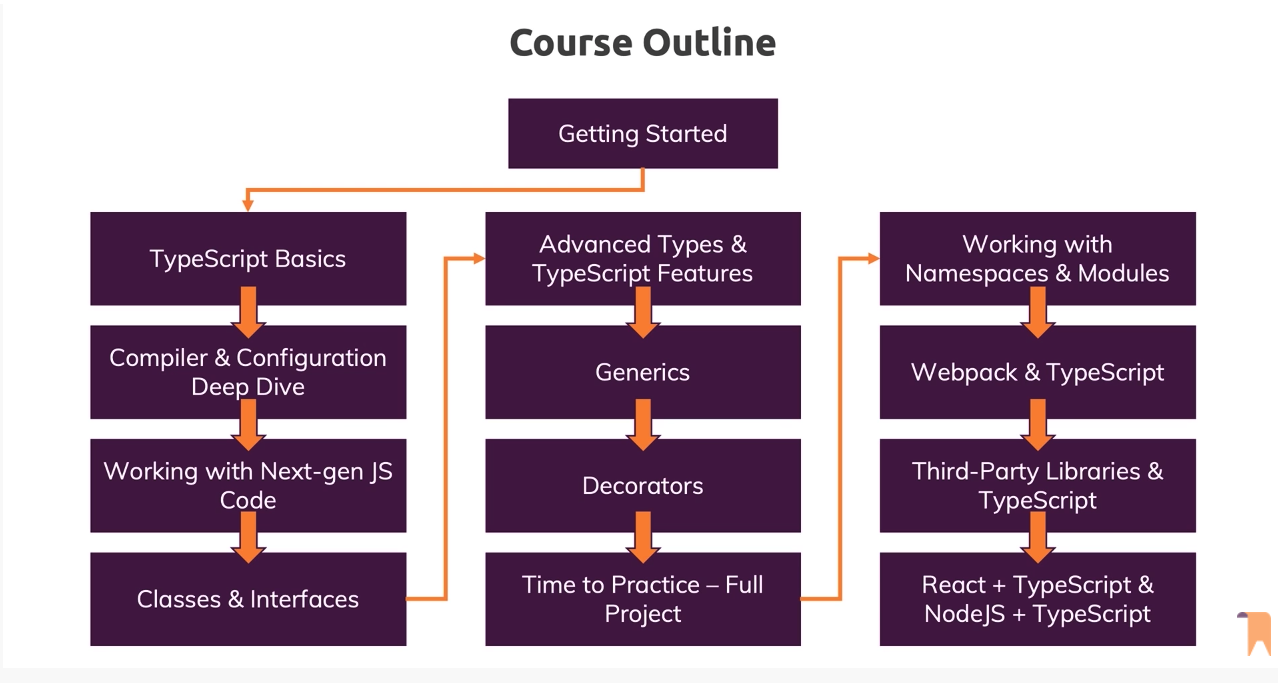 Course Outline
Getting Started
TypeScript Basics
Compiler & Configuration
Deep Dive
Working with Next-gen JS
Code
Classes & Interfaces
Advanced Types &
TypeScript Features
Generics
Decorators
Time to Practice – Full
Project
Working with
Namespaces & Modules
Webpack & TypeScript
Third-Party Libraries &
TypeScript
React + TypeScript &
NodeJS + TypeScript